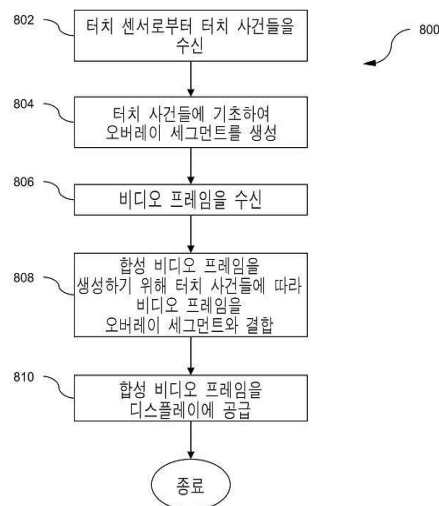 800
802
터치 센서로부터 터치 사건들을
수신
804
터치 사건들에 기초하여
오버레이 세그먼트를 생성
806
비디오 프레임을 수신
808
합성 비디오 프레임을
생성하기 위해 터치 사건들에 따라
비디오 프레임을
오버레이 세그먼트와 결합
810
합성 비디오 프레임을
디스플레이에 공급
종료